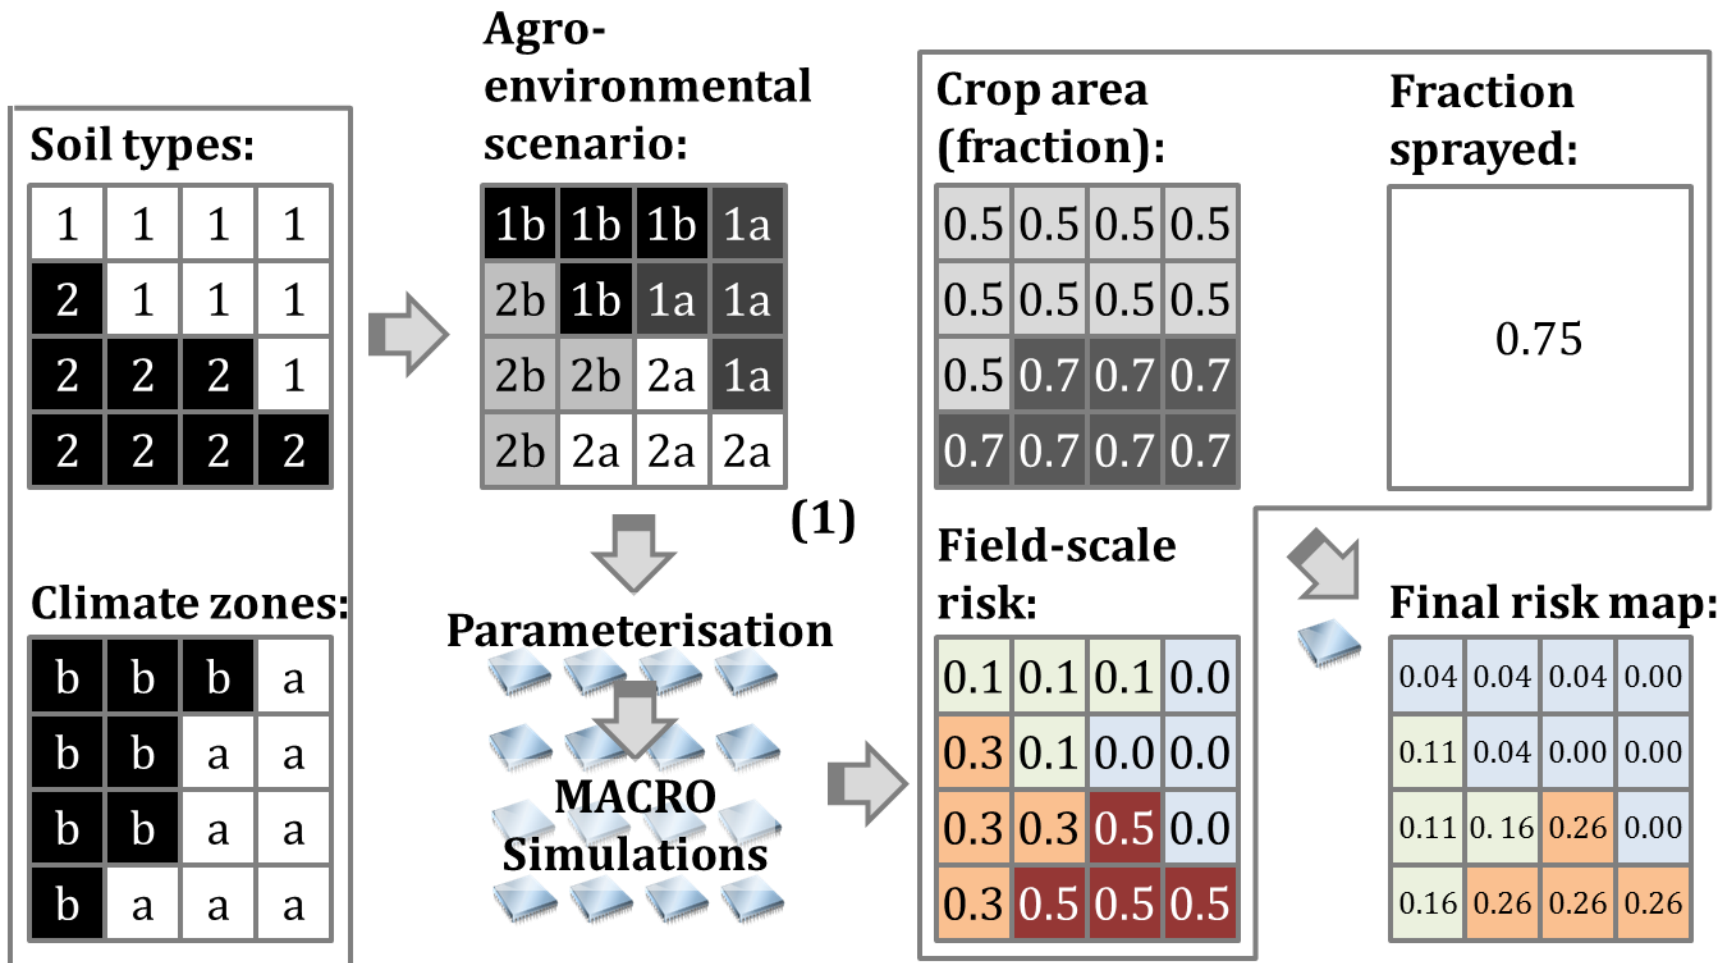 Soil types:
1 1 1 1
2 1 1 1
2 2 2 1
2 2 2 2
Climate zones:
b b b a
b b a a
b b a a
b a a a
Agro-
environmental
scenario:
1b 1b 1b 1a
2b 1b 1a 1a
2b 2b 2a 1a
2b 2a 2a 2a
(1)
Parameterisation
MACRO
Simulations
Crop area
(fraction):
0.5 0.5 0.5 0.5
0.5 0.5 0.5 0.5
0.5 0.7 0.7 0.7
0.7 0.7 0.7 0.7
Fraction
sprayed:
0.75
Field-scale
risk:
0.1 0.1 0.1 0.0
0.3 0.1 0.0 0.0
0.3 0.3 0.5 0.0
0.3 0.5 0.5 0.5
Final risk map:
0.04 0.04 0.04 0.00
0.11 0.04 0.00 0.00
0.11 0. 16 0.26 0.00
0.16 0.26 0.26 0.26